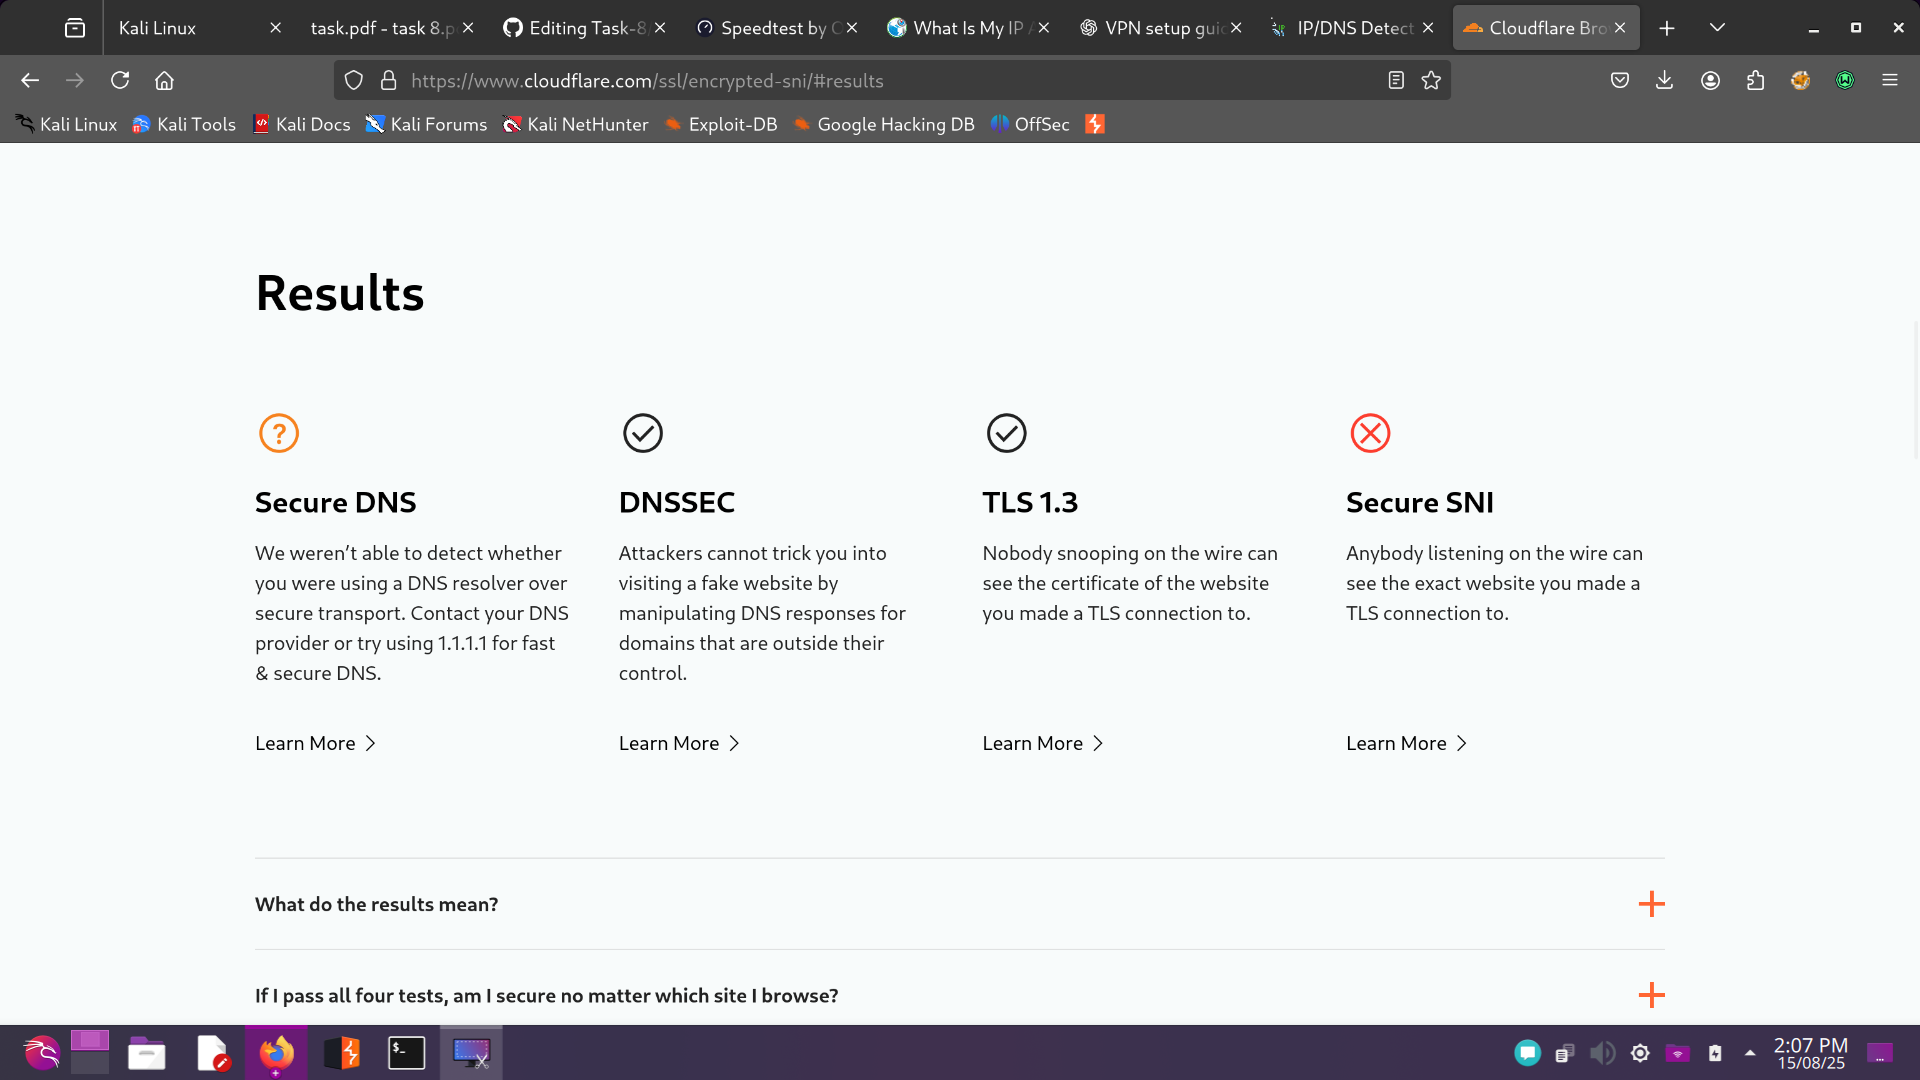 Kali Linux
task.pdf - task 8.p
Editing Task-8
Speedtest by O
What Is My IP A
VPN setup guid
IP/DNS Detect
Cloudflare Bro
https://www.cloudflare.com/ssl/encrypted-sni/#results
Kali Linux
Kali Tools
Kali Docs
Kali Forums
Kali NetHunter
Exploit-DB
Google Hacking DB
OffSec
Results
Secure DNS
We weren’t able to detect whether
you were using a DNS resolver over
secure transport. Contact your DNS
provider or try using 1.1.1.1 for fast
& secure DNS.
Learn More
DNSSEC
Attackers cannot trick you into
visiting a fake website by
manipulating DNS responses for
domains that are outside their
control.
Learn More
TLS 1.3
Nobody snooping on the wire can
see the certificate of the website
you made a TLS connection to.
Learn More
Secure SNI
Anybody listening on the wire can
see the exact website you made a
TLS connection to.
Learn More
What do the results mean?
If I pass all four tests, am I secure no matter which site I browse?
2:07 PM
15/08/25